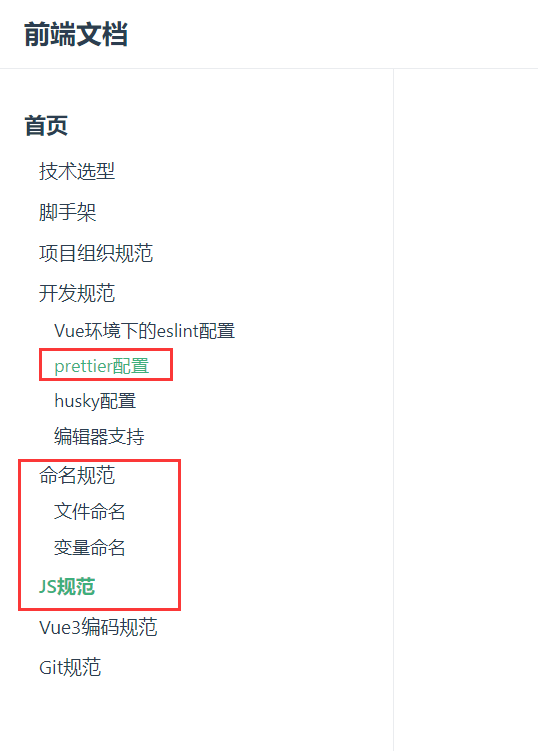 前端文档
首页
技术选型
脚手架
项目组织规范
开发规范
Vue环境下的eslint配置
prettier配置
husky配置
编辑器支持
命名规范
文件命名
变量命名
JS规范
Vue3编码规范
Git规范